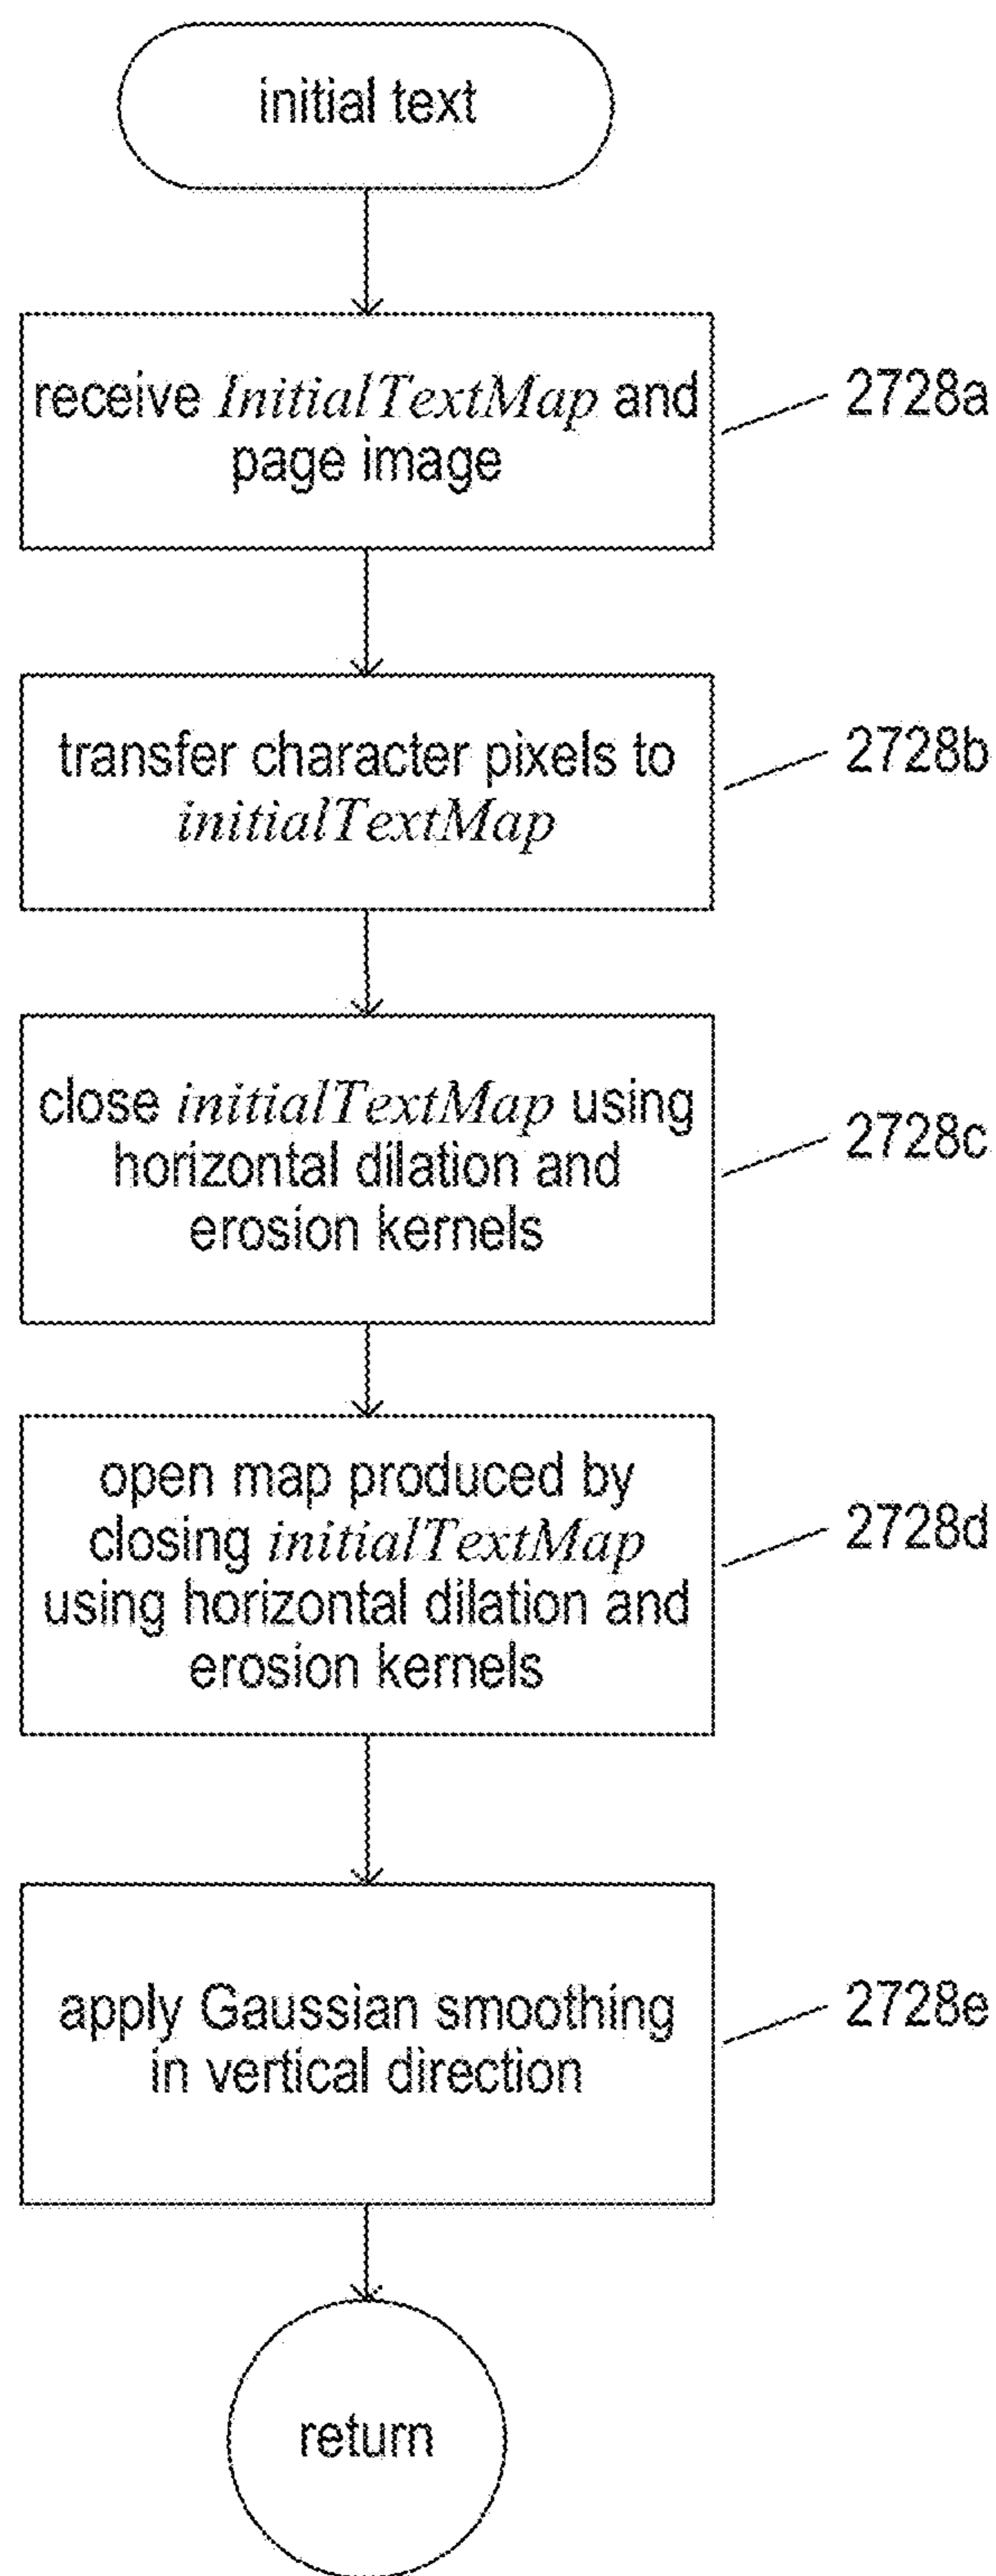 initial text
receive InitialTextMap and
page image
2728a
transfer character pixels to
initialTextMap
2728b
close initialTextMap using
horizontal dilation and
erosion kernels
2728c
open map produced by
closing initialTextMap
using horizontal dilation and
erosion kernels
2728d
apply Gaussian smoothing
in vertical direction
2728e
return